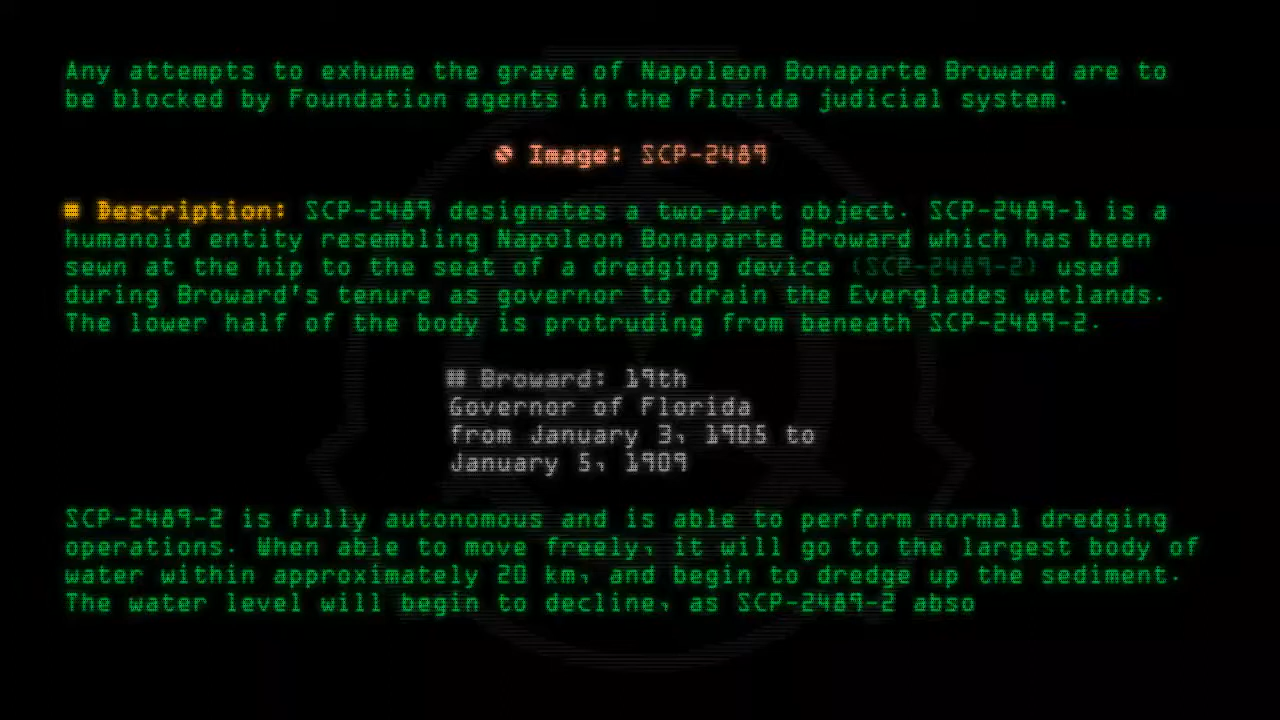 Any attempts to exhume the grave of Napoleon Bonaparte Broward are to
be blocked by Foundation agents in the Florida judicial system.
● Image: SCP-2489
■ Description: SCP-2489 designates a two-part object. SCP-2489-1 is a
humanoid entity resembling Napoleon Bonaparte Broward which has been
sewn at the hip to the seat of a dredging device (SCP-2489-2) used
during Broward's tenure as governor to drain the Everglades wetlands.
The lower half of the body is protruding from beneath SCP-2489-2.
■ Broward: 19th
Governor of Florida
from January 3, 1905 to
January 5, 1909
SCP-2489-2 is fully autonomous and is able to perform normal dredging
operations. When able to move freely, it will go to the largest body of
water within approximately 20 km, and begin to dredge up the sediment.
The water level will begin to decline, as SCP-2489-2 abso